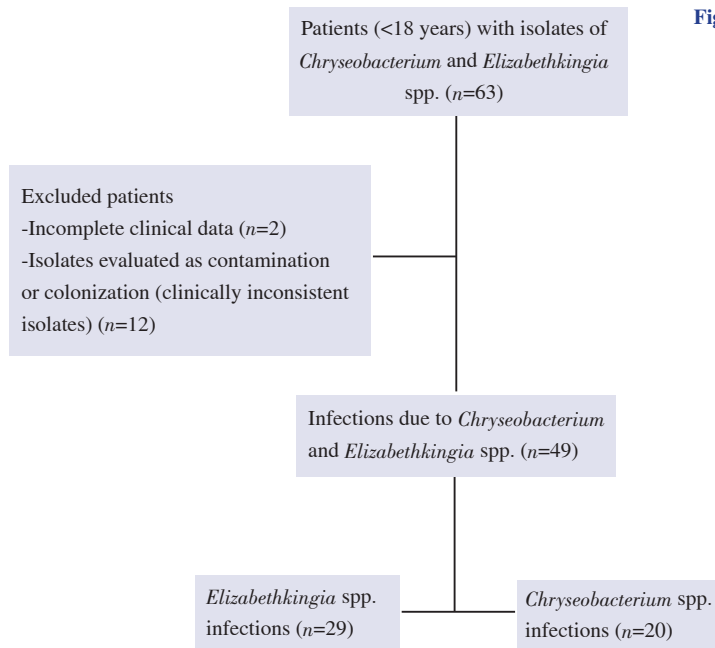 Fig
Patients (<18 years) with isolates of
Chryseobacterium and Elizabethkingia
spp. (n=63)
Excluded patients
-Incomplete clinical data (n=2)
-Isolates evaluated as contamination
or colonization (clinically inconsistent
isolates) (n=12)
Infections due to Chryseobacterium
and Elizabethkingia spp. (n=49)
Elizabethkingia spp.
infections (n=29)
Chryseobacterium spp.
infections (n=20)